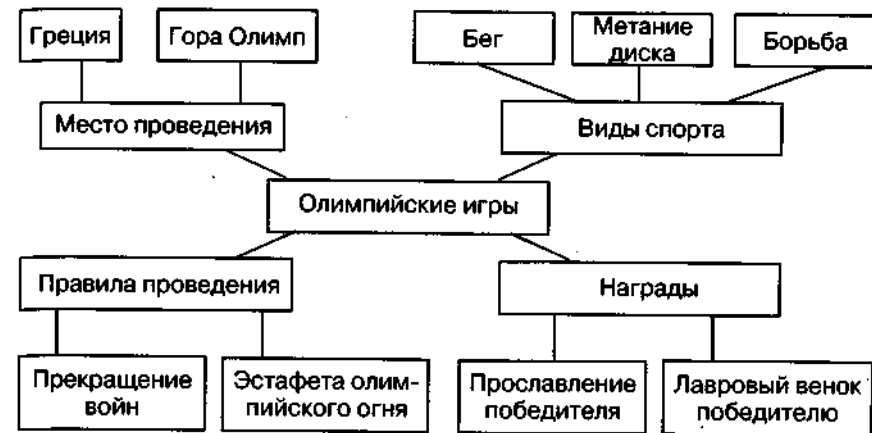 Греция
Гора Олимп
Бег
Метание
диска
Борьба
Место проведения
Виды спорта
Олимпийские игры
Правила проведения
Награды
Прекращение
войн
Эстафета олим-
пийского огня
Прославление
победителя
Лавровый венок
победителю